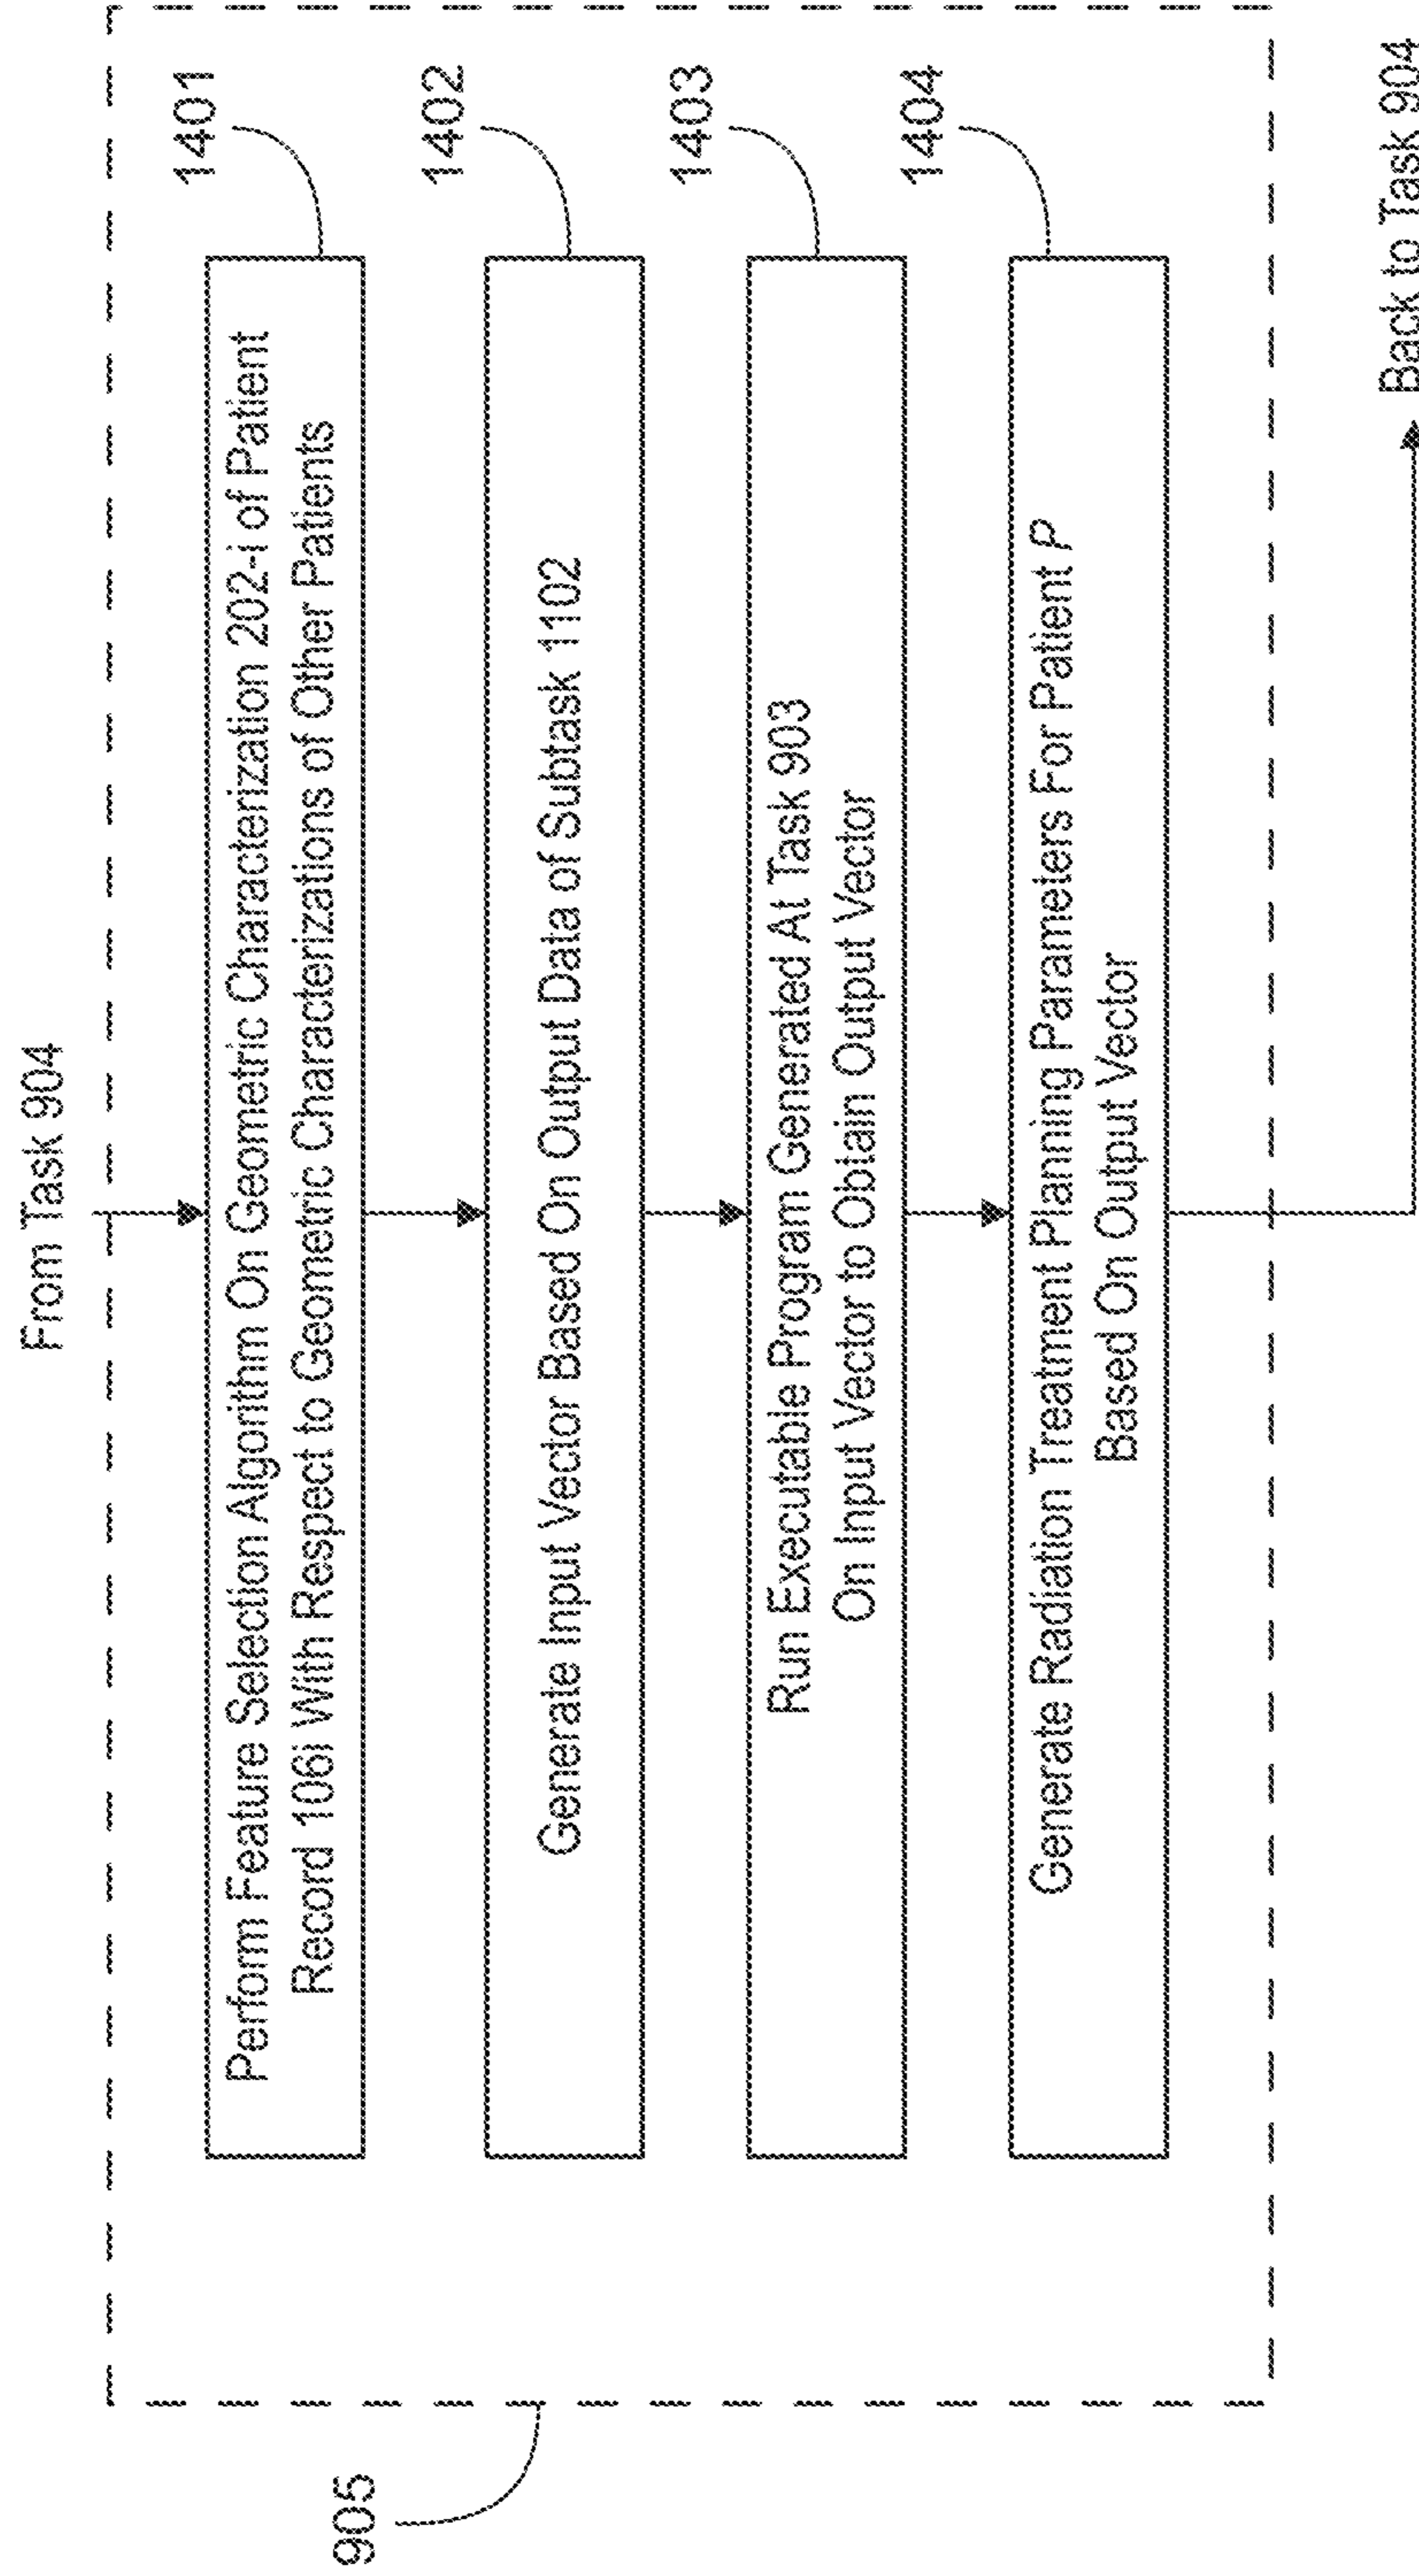 From Task 904
1401
Perform Feature Selection Algorithm On Geometric Characterization 202-i of Patient
Record 106i With Respect to Geometric Characterizations of Other Patients
1402
Generate Input Vector Based On Output Data of Subtask 1102
1403
Run Executable Program Generated At Task 903
On Input Vector to Obtain Output Vector
1404
Generate Radiation Treatment Planning Parameters For Patient P
Based On Output Vector
905
Back to Task 904